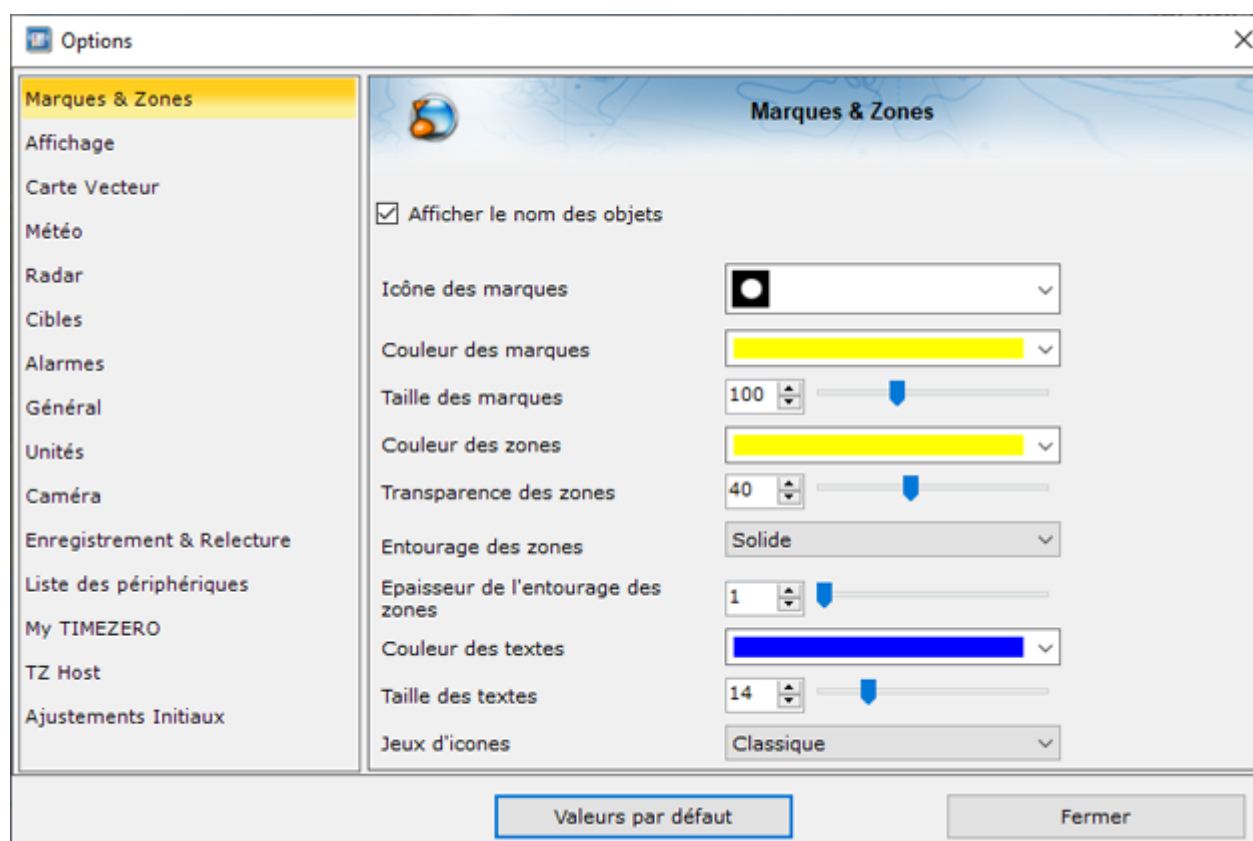 Options
Marques & Zones
Affichage
Carte Vecteur
Météo
Radar
Cibles
Alarmes
Général
Unités
Caméra
Enregistrement & Relecture
Liste des périphériques
My TIMEZERO
TZ Host
Ajustements Initiaux
Marques & Zones
Afficher le nom des objets
Icône des marques
Couleur des marques
Taille des marques 100
Couleur des zones
Transparence des zones 40
Entourage des zones Solide
Epaisseur de l'entourage des
zones 1
Couleur des textes
Taille des textes 14
Jeux d'icones Classique
Valeurs par défaut Fermer